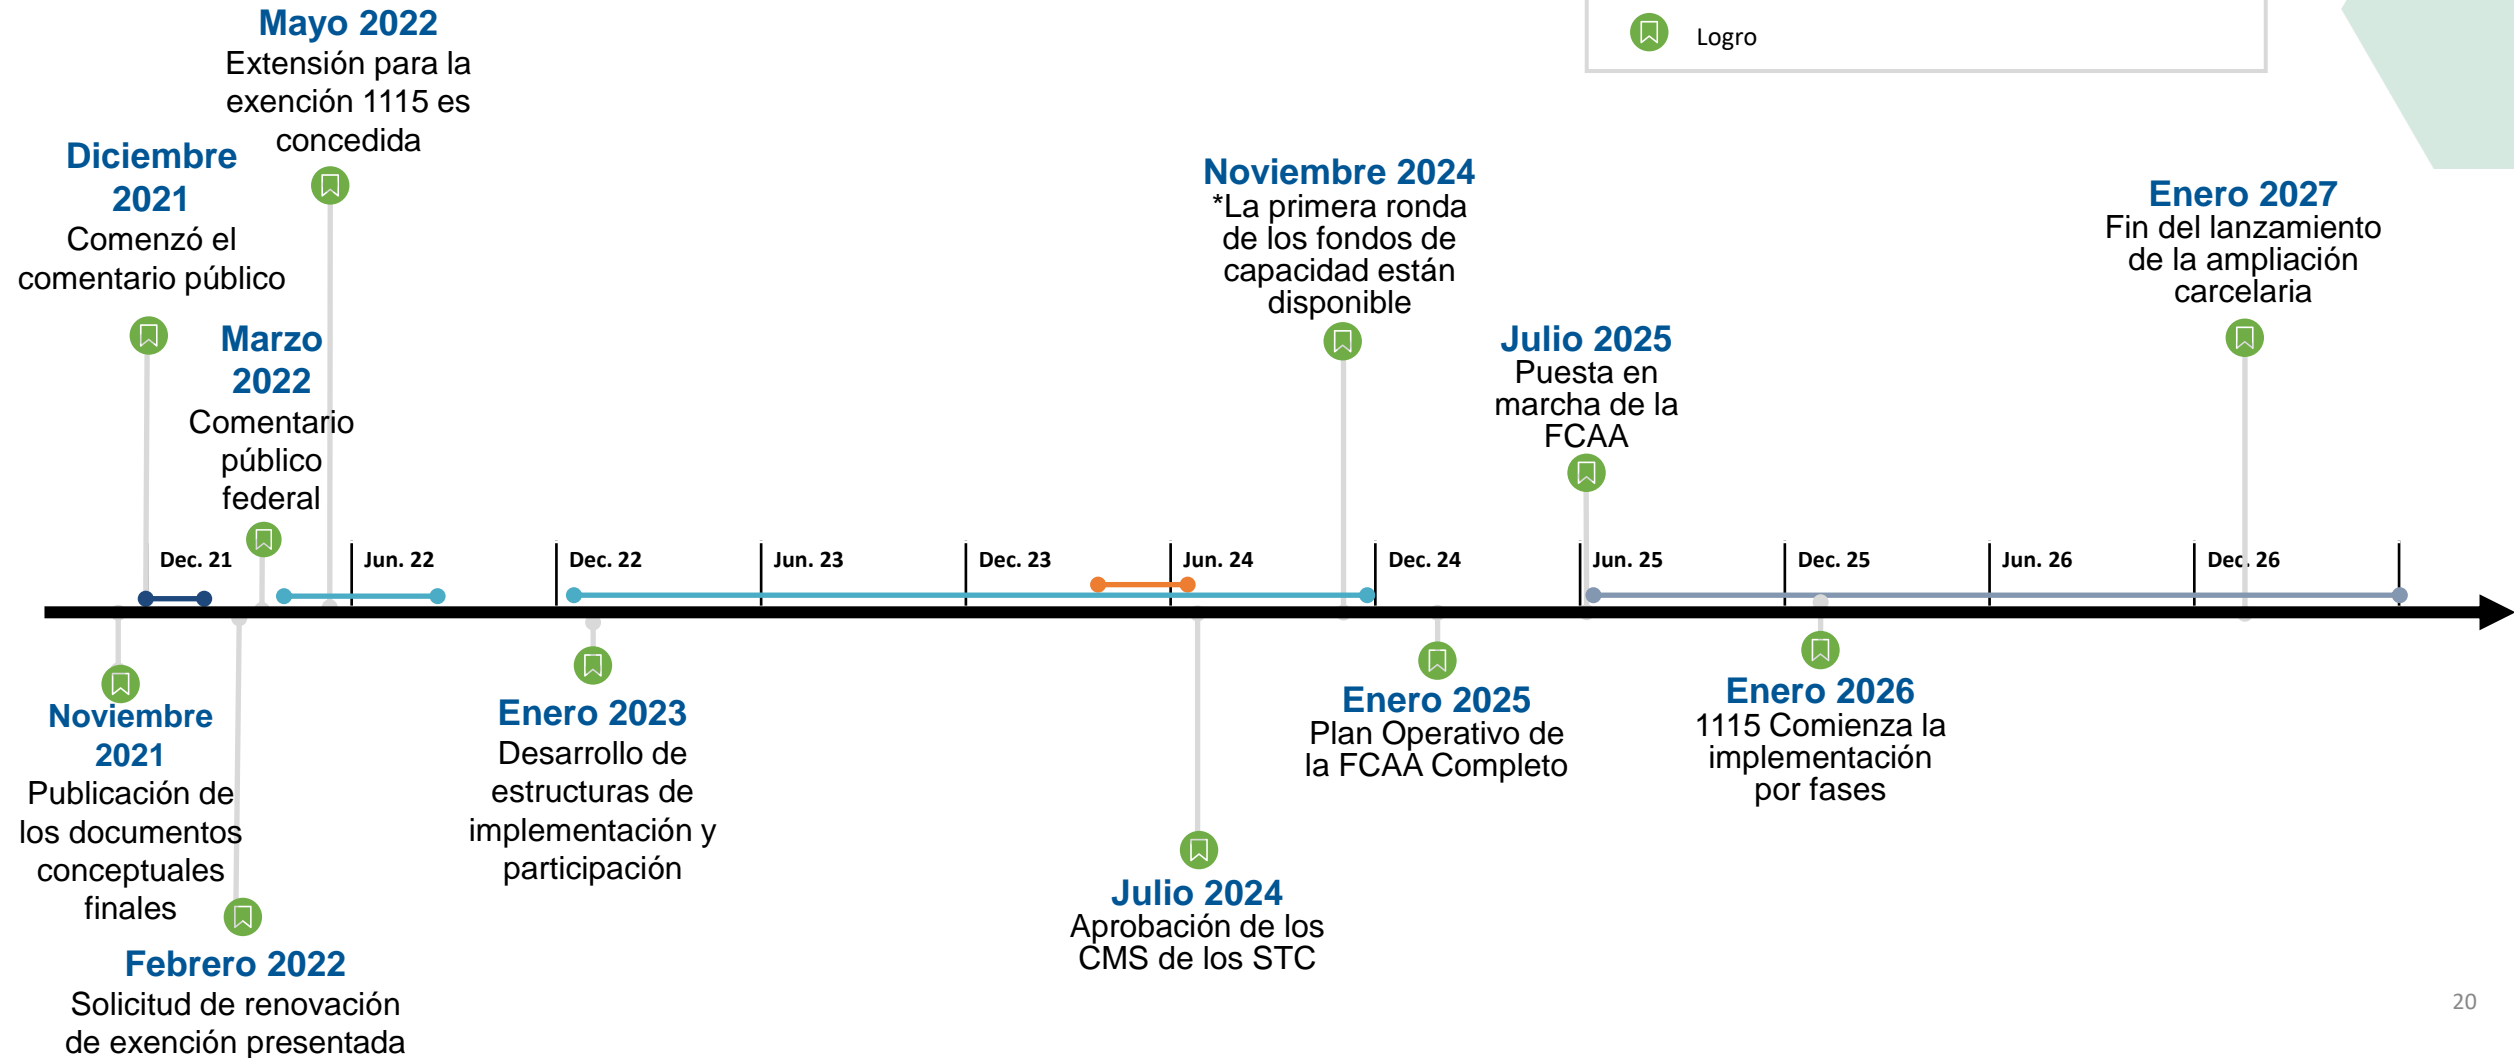 Logro
Mayo 2022
Extensión para la
exención 1115 es
concedida
Diciembre
2021
Comenzó el
comentario público
Marzo
2022
Comentario
público
federal
Noviembre 2024
*La primera ronda
de los fondos de
capacidad están
disponible
Julio 2025
Puesta en
marcha de la
FCAA
Enero 2027
Fin del lanzamiento
de la ampliación
carcelaria
Dec. 21
Jun. 22
Dec. 22
Jun. 23
Dec. 23
Jun. 24
Dec. 24
Jun. 25
Dec. 25
Jun. 26
Dec. 26
Noviembre
2021
Publicación de
los documentos
conceptuales
finales
Febrero 2022
Solicitud de renovación
de exención presentada
Enero 2023
Desarrollo de
estructuras de
implementación y
participación
Julio 2024
Aprobación de los
CMS de los STC
Enero 2025
Plan Operativo de
la FCAA Completo
Enero 2026
1115 Comienza la
implementación
por fases
20